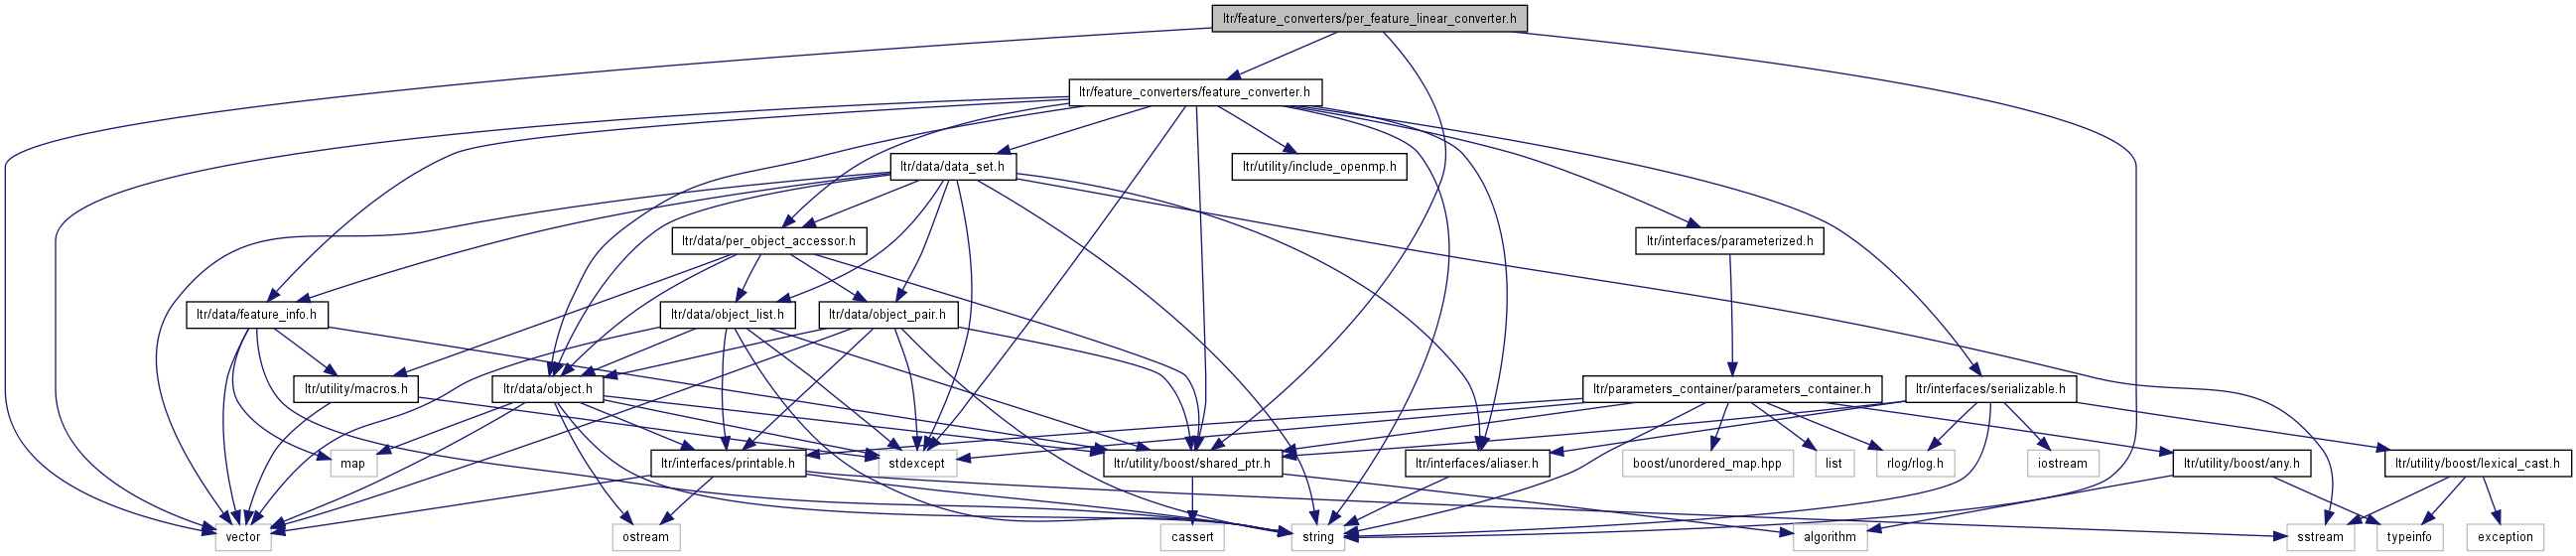 ltr/feature_converters/per_feature_linear_converter.h
ltr/feature_converters/feature_converter.h
ltr/data/data_set.h
ltr/utility/include_openmp.h
ltr/data/per_object_accessor.h
ltr/interfaces/parameterized.h
ltr/data/feature_info.h
ltr/data/object_list.h
ltr/data/object_pair.h
ltr/utility/macros.h
ltr/data/object.h
ltr/parameters_container/parameters_container.h
ltr/interfaces/serializable.h
map
ltr/interfaces/printable.h
stdexcept
ltr/utility/boost/shared_ptr.h
ltr/interfaces/aliaser.h
boost/unordered_map.hpp
list
rlog/rlog.h
iostream
ltr/utility/boost/any.h
ltr/utility/boost/lexical_cast.h
vector
ostream
cassert
string
algorithm
sstream
typeinfo
exception